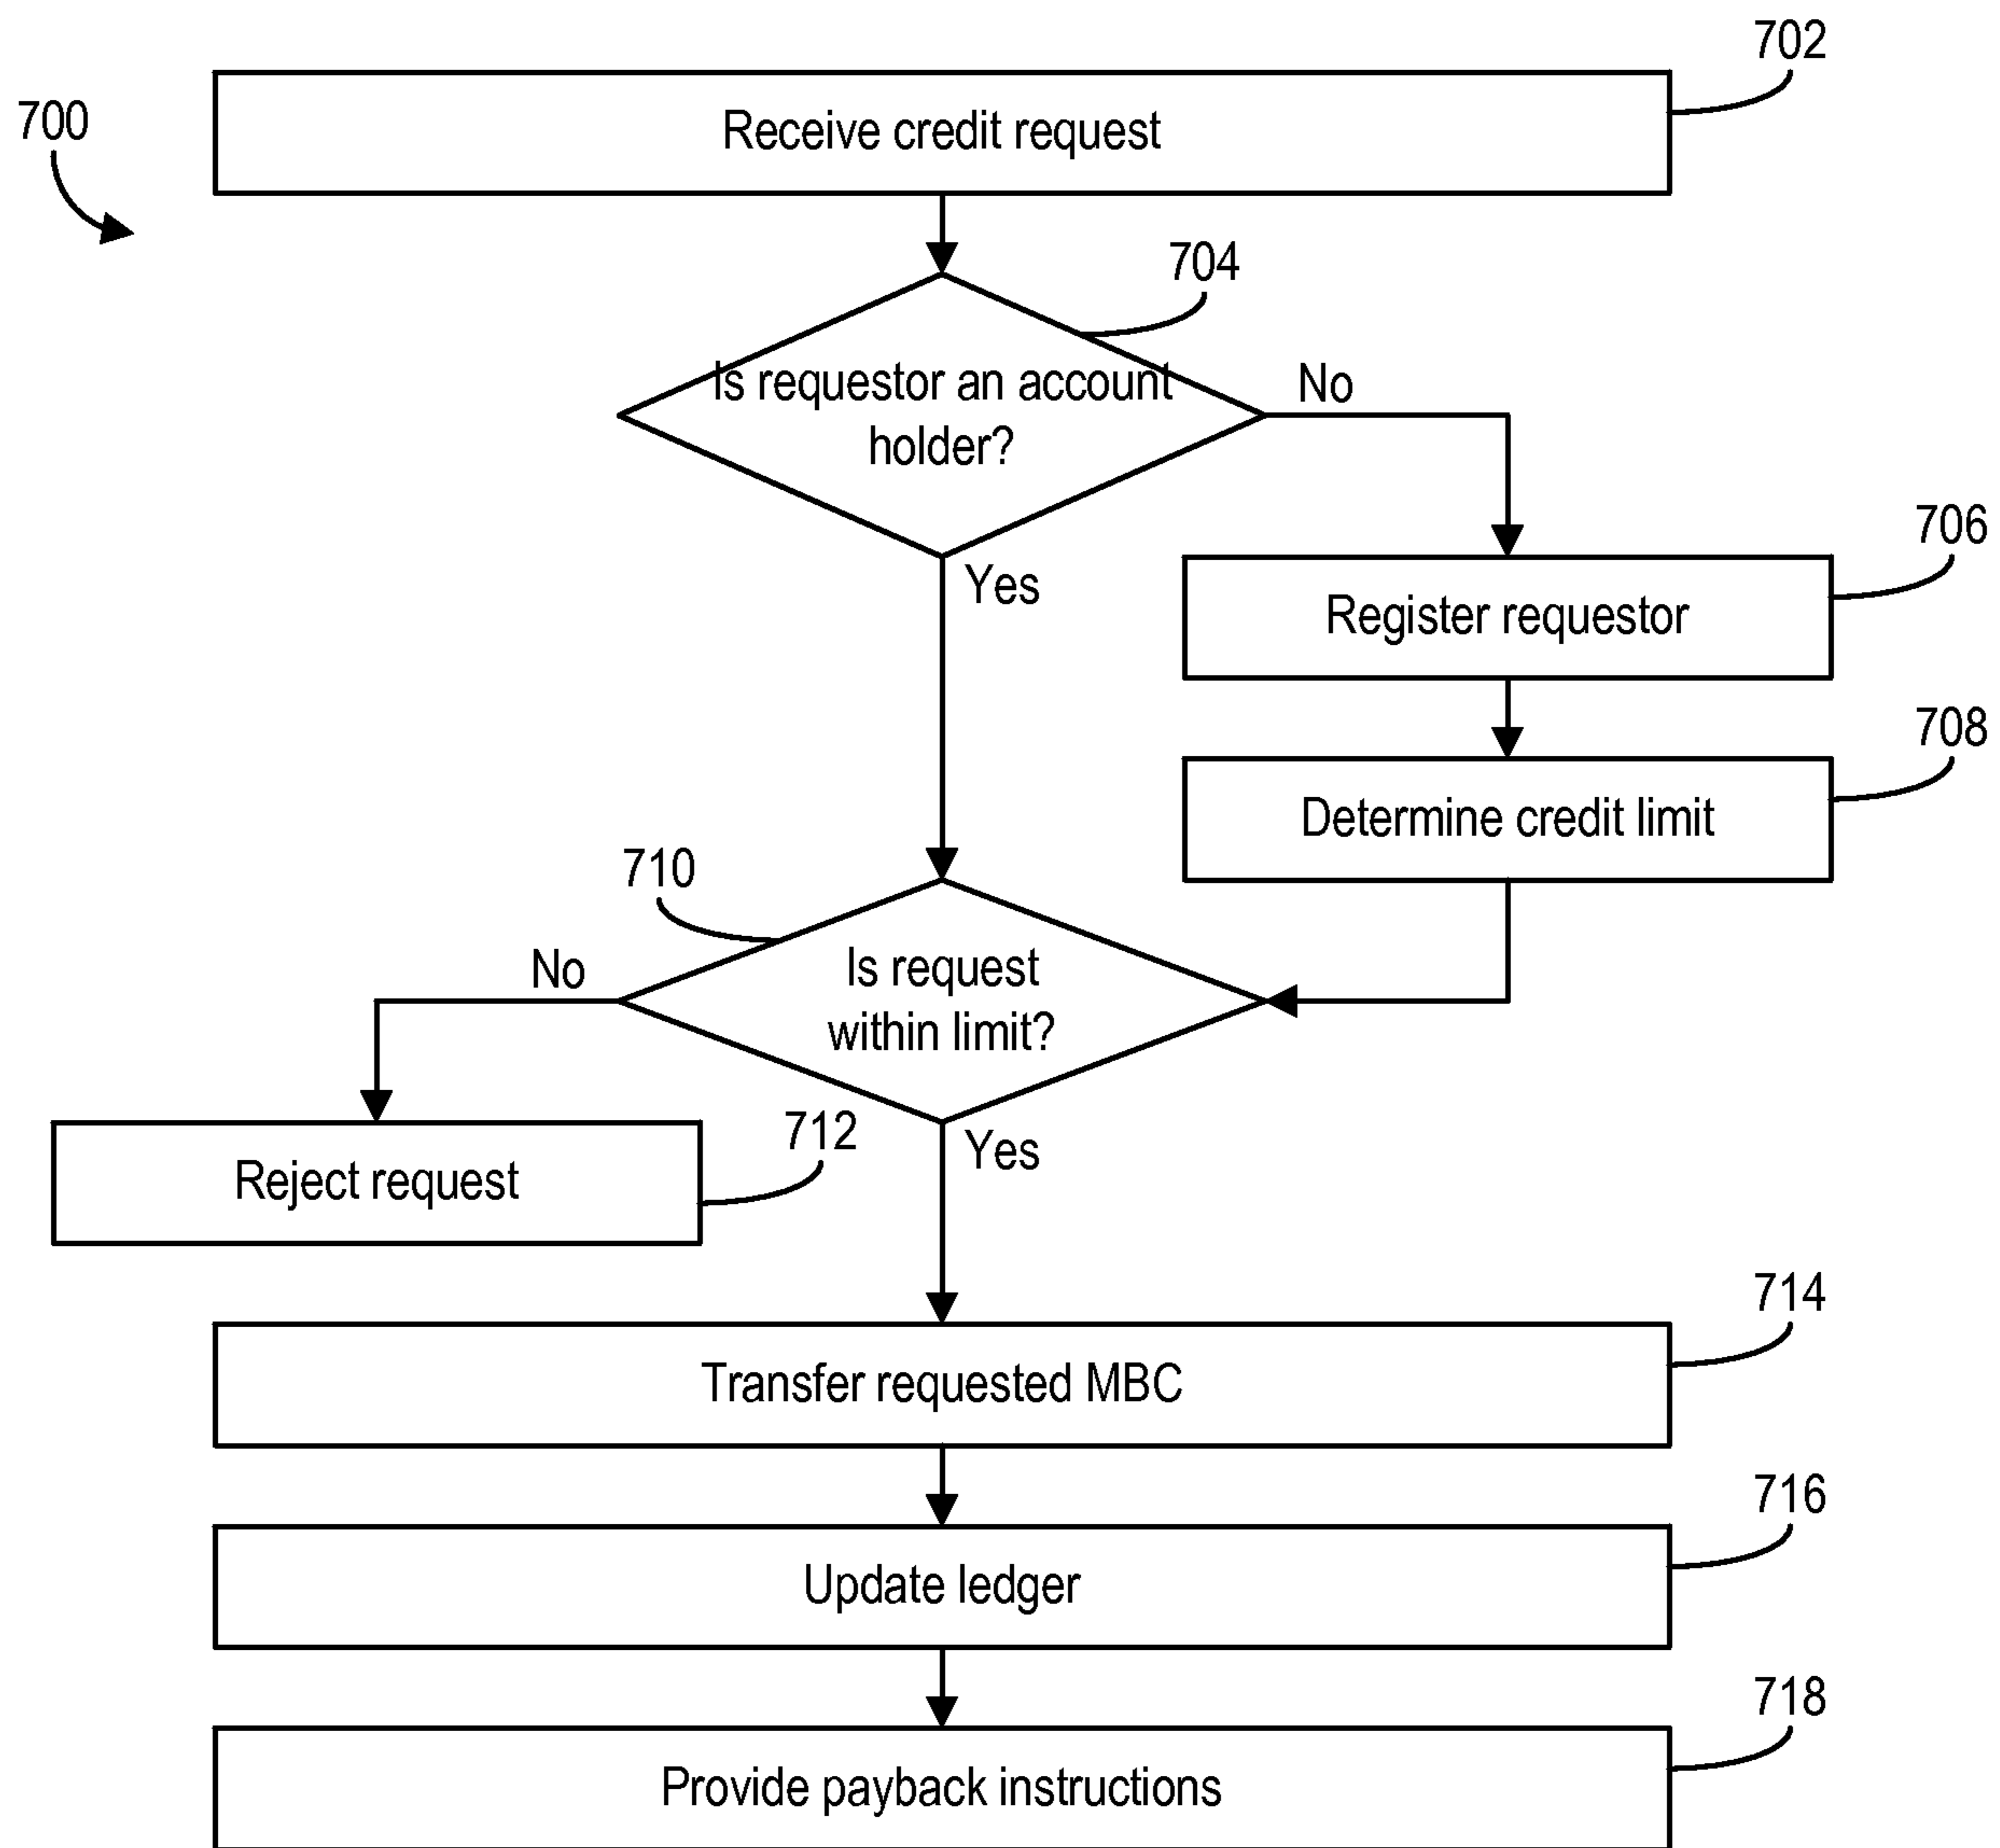 702
700
Receive credit request
704
Is requestor an account
holder?
No
Yes
706
Register requestor
708
Determine credit limit
710
Is request
within limit?
No
Yes
712
Reject request
714
Transfer requested MBC
716
Update ledger
718
Provide payback instructions